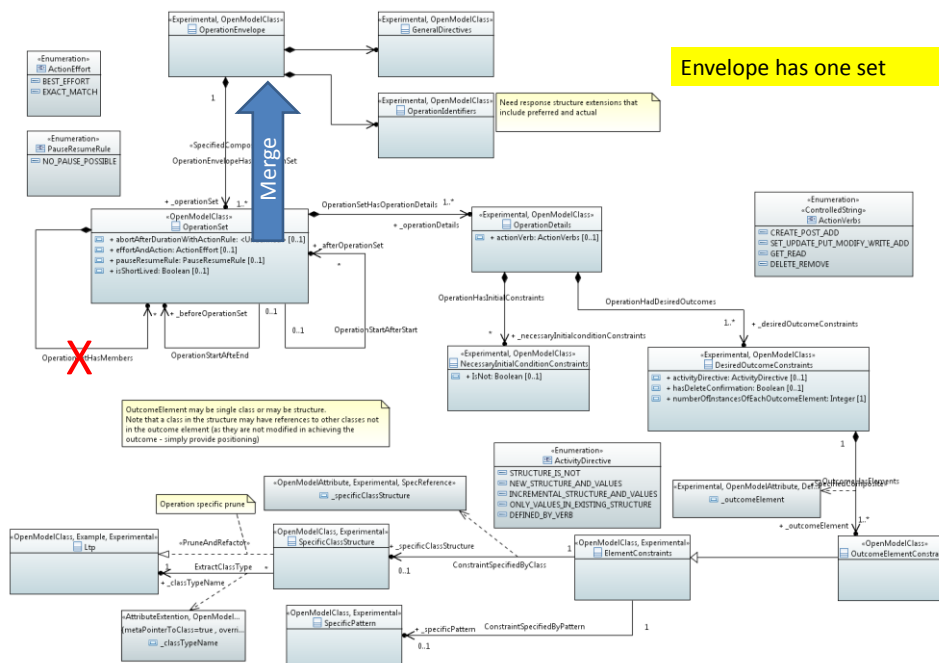 «Experimental, OpenModelClass»
OperationEnvelope
«Experimental, OpenModelClass»
GeneralDirectives
Envelope has one set
«Enumeration»
ActionEffort
BEST_EFFORT
EXACT_MATCH
«Experimental, OpenModelClass»
OperationIdentifiers
Need response structure extensions that
include preferred and actual
1
Merge
«Enumeration»
PauseResumeRule
NO_PAUSE_POSSIBLE
+ _operationSet
1..*
«OpenModelClass»
OperationSet
+ abortAfterDurationWithActionRule:
+ effortAndAction: ActionEffort [0..1]
+ pauseResumeRule: PauseResumeRule [0..1]
+ isShortLived: Boolean [0..1]
OperationSetHasOperationDetails
1..*
+ _operationDetails
+ _afterOperationSet
*
«Experimental, OpenModelClass»
OperationDetails
+ actionVerb: ActionVerbs [0..1]
«Enumeration»
«ControlledString»
ActionVerbs
CREATE_POST_ADD
SET_UPDATE_PUT_MODIFY_WRITE_ADD
GET_READ
DELETE_REMOVE
OperationHasInitialConstraints
OperationHadDesiredOutcomes
* + _beforeOperationSet
0..1
0..1
OperationStartAfterStart
OperationStartAfteEnd
X
* + _necessaryInitialconditionConstraints
1..* + _desiredOutcomeConstraints
«Experimental, OpenModelClass»
NecessaryInitialConditionConstraints
+ IsNot: Boolean [0..1]
«Experimental, OpenModelClass»
DesiredOutcomeConstraints
+ activityDirective: ActivityDirective [0..1]
+ hasDeleteConfirmation: Boolean [0..1]
+ numberOfInstancesOfEachOutcomeElement: Integer [1]
OutcomeElement may be single class or may be structure.
Note that a class in the structure may have references to other classes not
in the outcome element (as they are not modified in achieving the
outcome - simply provide positioning)
1
«Enumeration»
ActivityDirective
STRUCTURE_IS_NOT
NEW_STRUCTURE_AND_VALUES
INCREMENTAL_STRUCTURE_AND_VALUES
ONLY_VALUES_IN_EXISTING_STRUCTURE
DEFINED_BY_VERB
«OpenModelAttribute, Experimental, SpecReference»
_specificClassStructure
«Experimental, OpenModelAttribute,
_outcomeElement
Operation specific prune
+ _outcomeElement
1..*
«OpenModelClass, Example, Experimental»
Ltp
«PruneAndRefactor»
«OpenModelClass, Experimental»
SpecificClassStructure
+ _specificClassStructure
0..1
ConstraintSpecifiedByClass
1
«OpenModelClass, Experimental»
ElementConstraints
«OpenModelClass»
OutcomeElementConstrai
ExtractClassType
1
*
+ _classTypeName
«AttributeExtention, OpenModel...
{metaPointerToClass=true , overri...
_classTypeName
«OpenModelClass, Experimental»
SpecificPattern
+ _specificPattern
0..1
ConstraintSpecifiedByPattern
1